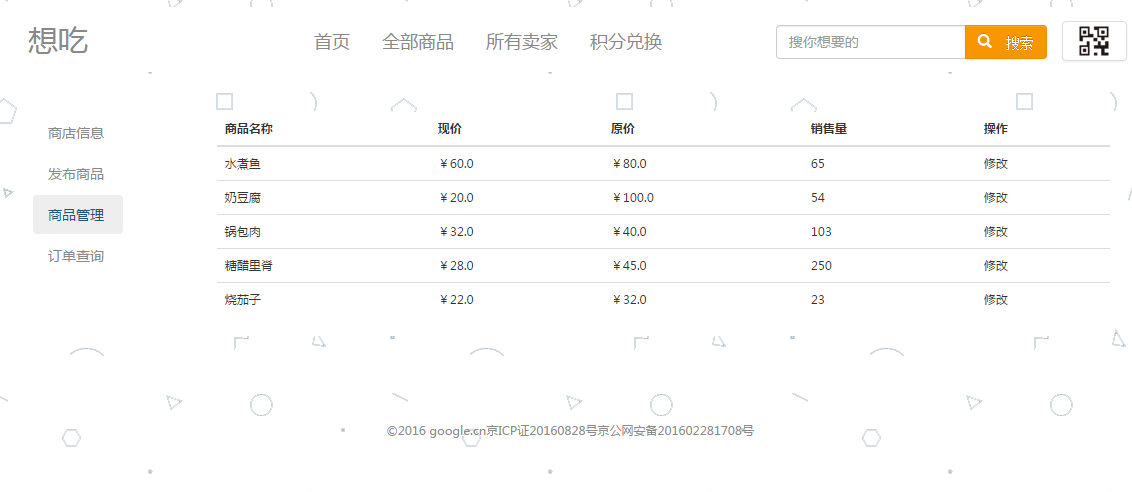 想吃 首页 全部商品 所有卖家 积分兑换 搜你想要的 搜索
商店信息
发布商品
商品管理
订单查询
商品名称 现价 原价 销售量 操作
水煮鱼 ￥60.0 ￥80.0 65 修改
奶豆腐 ￥20.0 ￥100.0 54 修改
锅包肉 ￥32.0 ￥40.0 103 修改
糖醋里脊 ￥28.0 ￥45.0 250 修改
烧茄子 ￥22.0 ￥32.0 23 修改
©2016 google.cn京ICP证20160828号京公网安备201602281708号